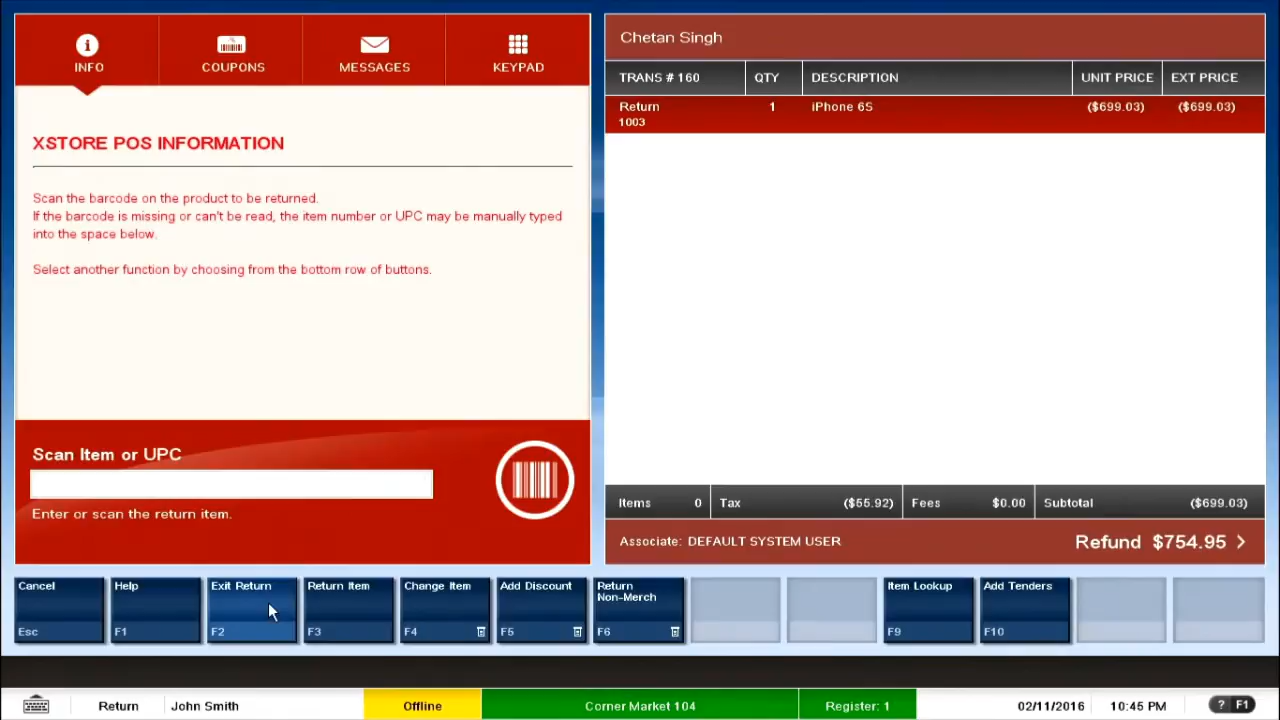 INFO
COUPONS
MESSAGES
KEYPAD
XSTORE POS INFORMATION
Scan the barcode on the product to be returned.
If the barcode is missing or can't be read, the item number or UPC may be manually typed
into the space below.
Select another function by choosing from the bottom row of buttons.
Scan Item or UPC
Enter or scan the return item.
Chetan Singh
TRANS # 160 QTY DESCRIPTION UNIT PRICE EXT PRICE
Return 1 iPhone 6S ($699.03) ($699.03)
1003
Items 0 Tax ($55.92) Fees $0.00 Subtotal ($699.03)
Associate: DEFAULT SYSTEM USER Refund $754.95 >
Cancel
Esc
Help
F1
Exit Return
F2
Return Item
F3
Change Item
F4
Add Discount
F5
Return
Non-Merch
F6
Item Lookup
F9
Add Tenders
F10
Return John Smith Offline Corner Market 104 Register: 1 02/11/2016 10:45 PM ? F1